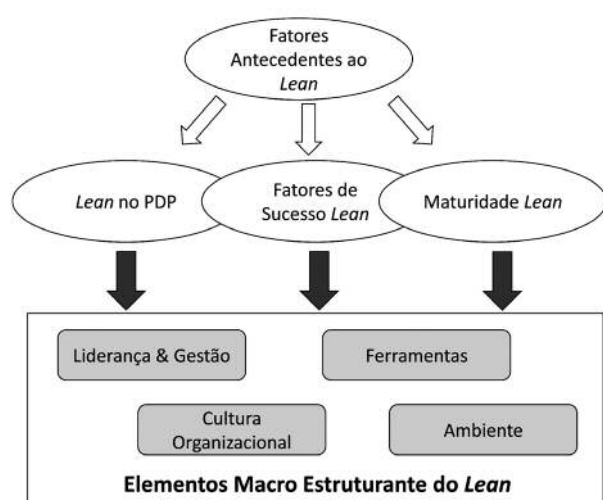 Fatores
Antecedentes ao
Lean
Lean no PDP
Fatores de
Sucesso Lean
Maturidade Lean
Liderança & Gestão
Ferramentas
Cultura
Organizacional
Ambiente
Elementos Macro Estruturante do Lean